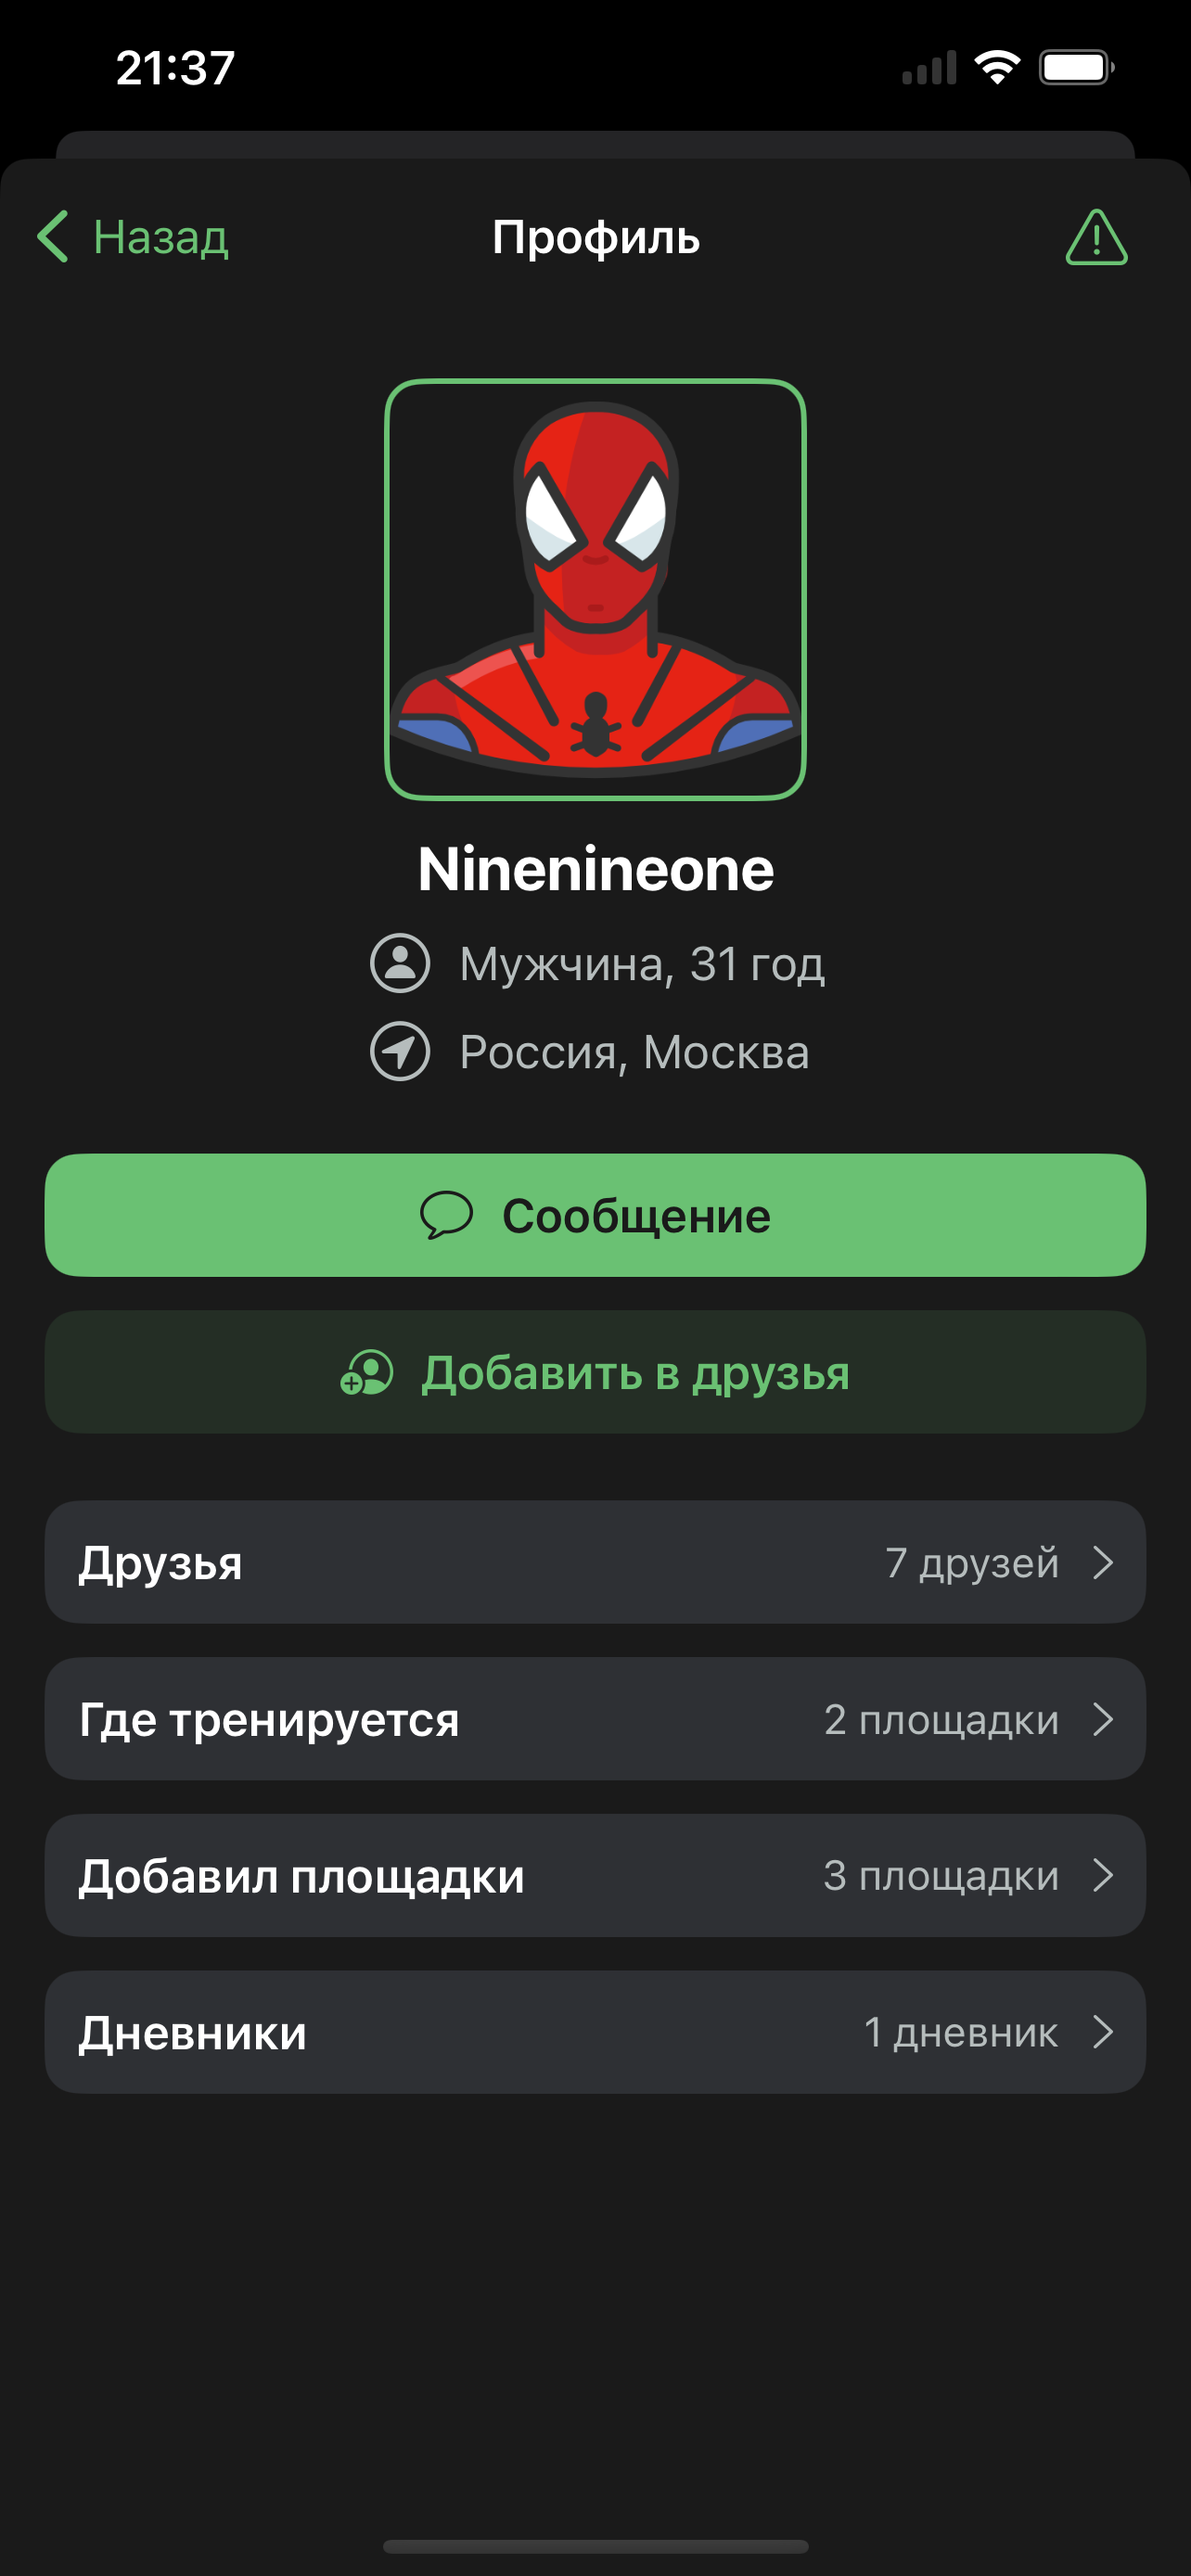 21:37
Назад
Профиль
Ninenineone
Мужчина, 31 год
Россия, Москва
Сообщение
Добавить в друзья
Друзья 7 друзей
Где тренируется 2 площадки
Добавил площадки 3 площадки
Дневники 1 дневник